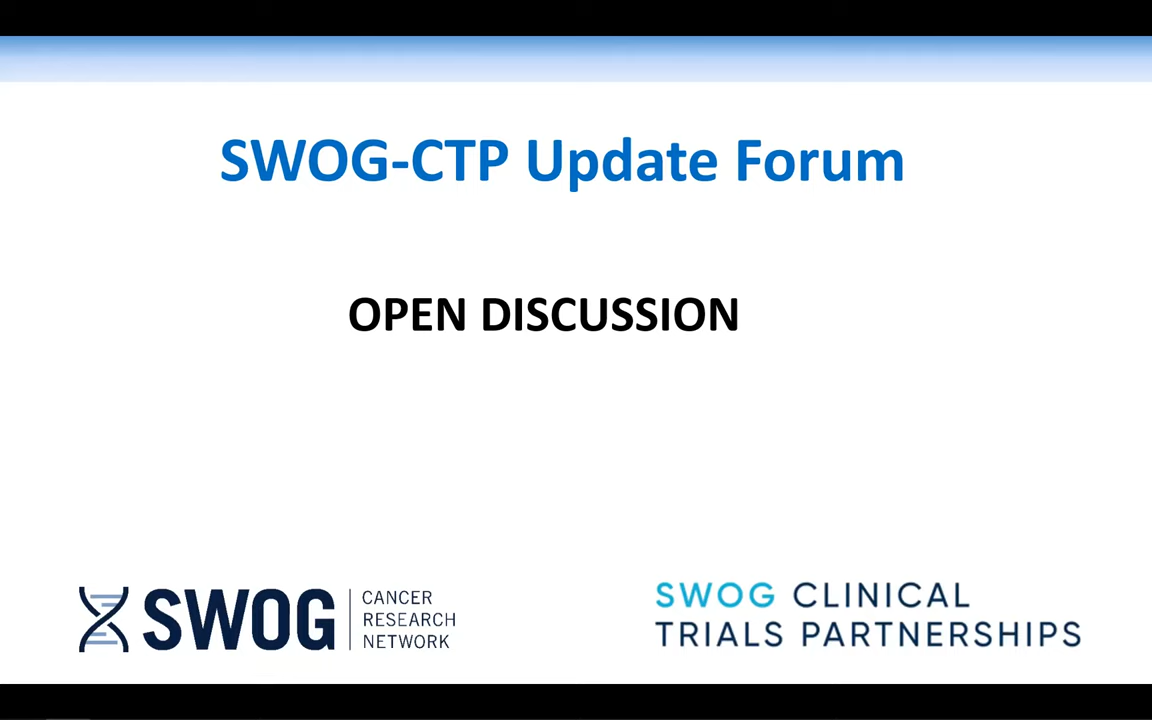 SWOG-CTP Update Forum
OPEN DISCUSSION
SWOG
CANCER
RESEARCH
NETWORK
SWOG CLINICAL
TRIALS PARTNERSHIPS